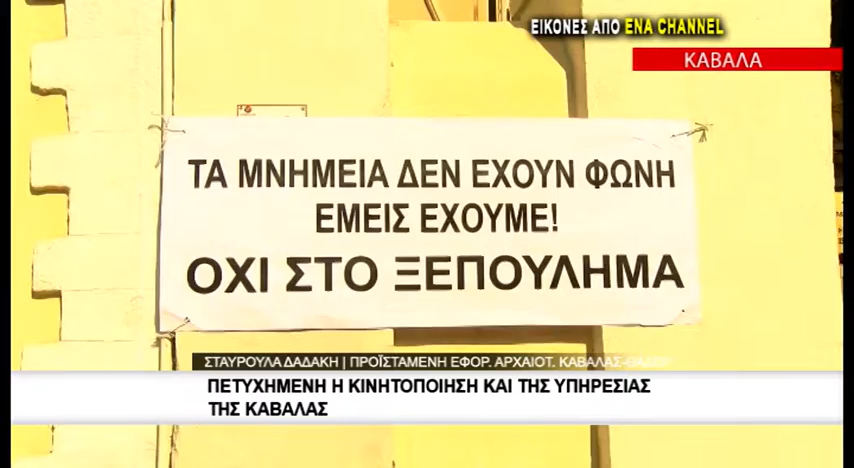 ΕΙΚΟΝΕΣ ΑΠΟ ΕΝΑ CHANNEL
ΚΑΒΑΛΑ
ΤΑ ΜΝΗΜΕΙΑ ΔΕΝ ΕΧΟΥΝ ΦΩΝΗ
ΕΜΕΙΣ ΕΧΟΥΜΕ!
ΟΧΙ ΣΤΟ ΞΕΠΟΥΛΗΜΑ
ΣΤΑΥΡΟΥΛΑ ΔΑΔΑΚΗ | ΠΡΟΪΣΤΑΜΕΝΗ ΕΦΟΡ. ΑΡΧΑΙΟΤ. ΚΑΒΑΛΑΣ-
ΠΕΤΥΧΗΜΕΝΗ Η ΚΙΝΗΤΟΠΟΙΗΣΗ ΚΑΙ ΤΗΣ ΥΠΗΡΕΣΙΑΣ
ΤΗΣ ΚΑΒΑΛΑΣ